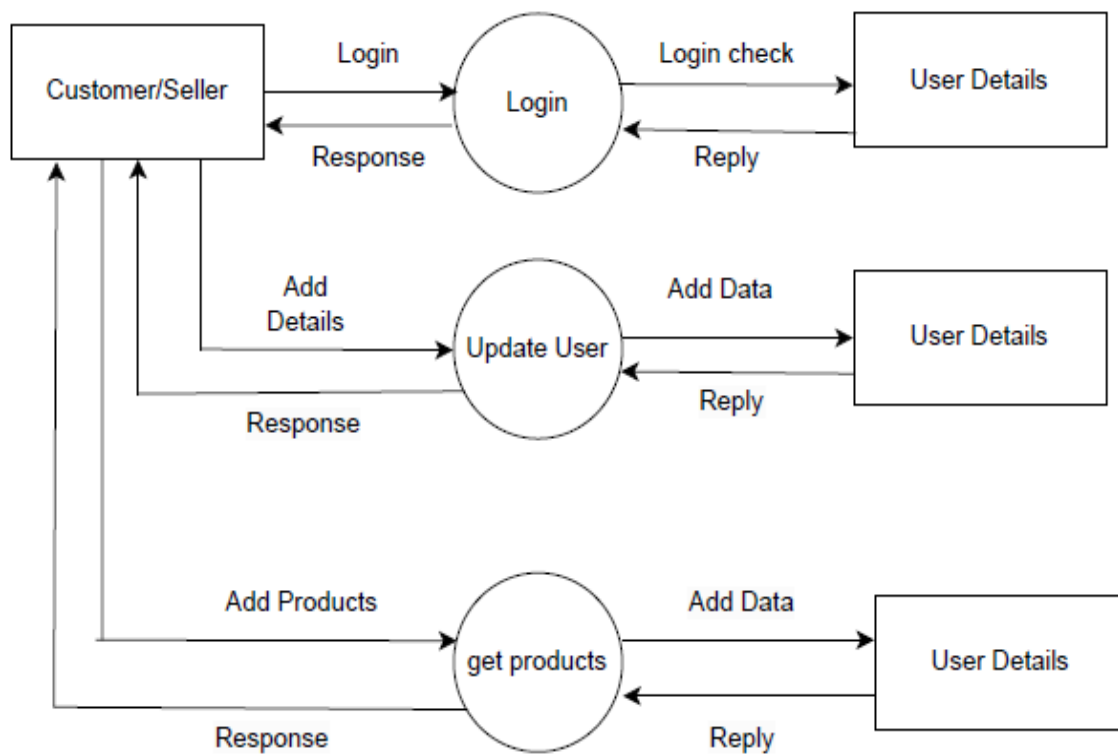 Login
Login check
Customer/Seller
Login
User Details
Response
Reply
Add
Details
Add Data
Update User
User Details
Response
Reply
Add Products
Add Data
get products
User Details
Response
Reply